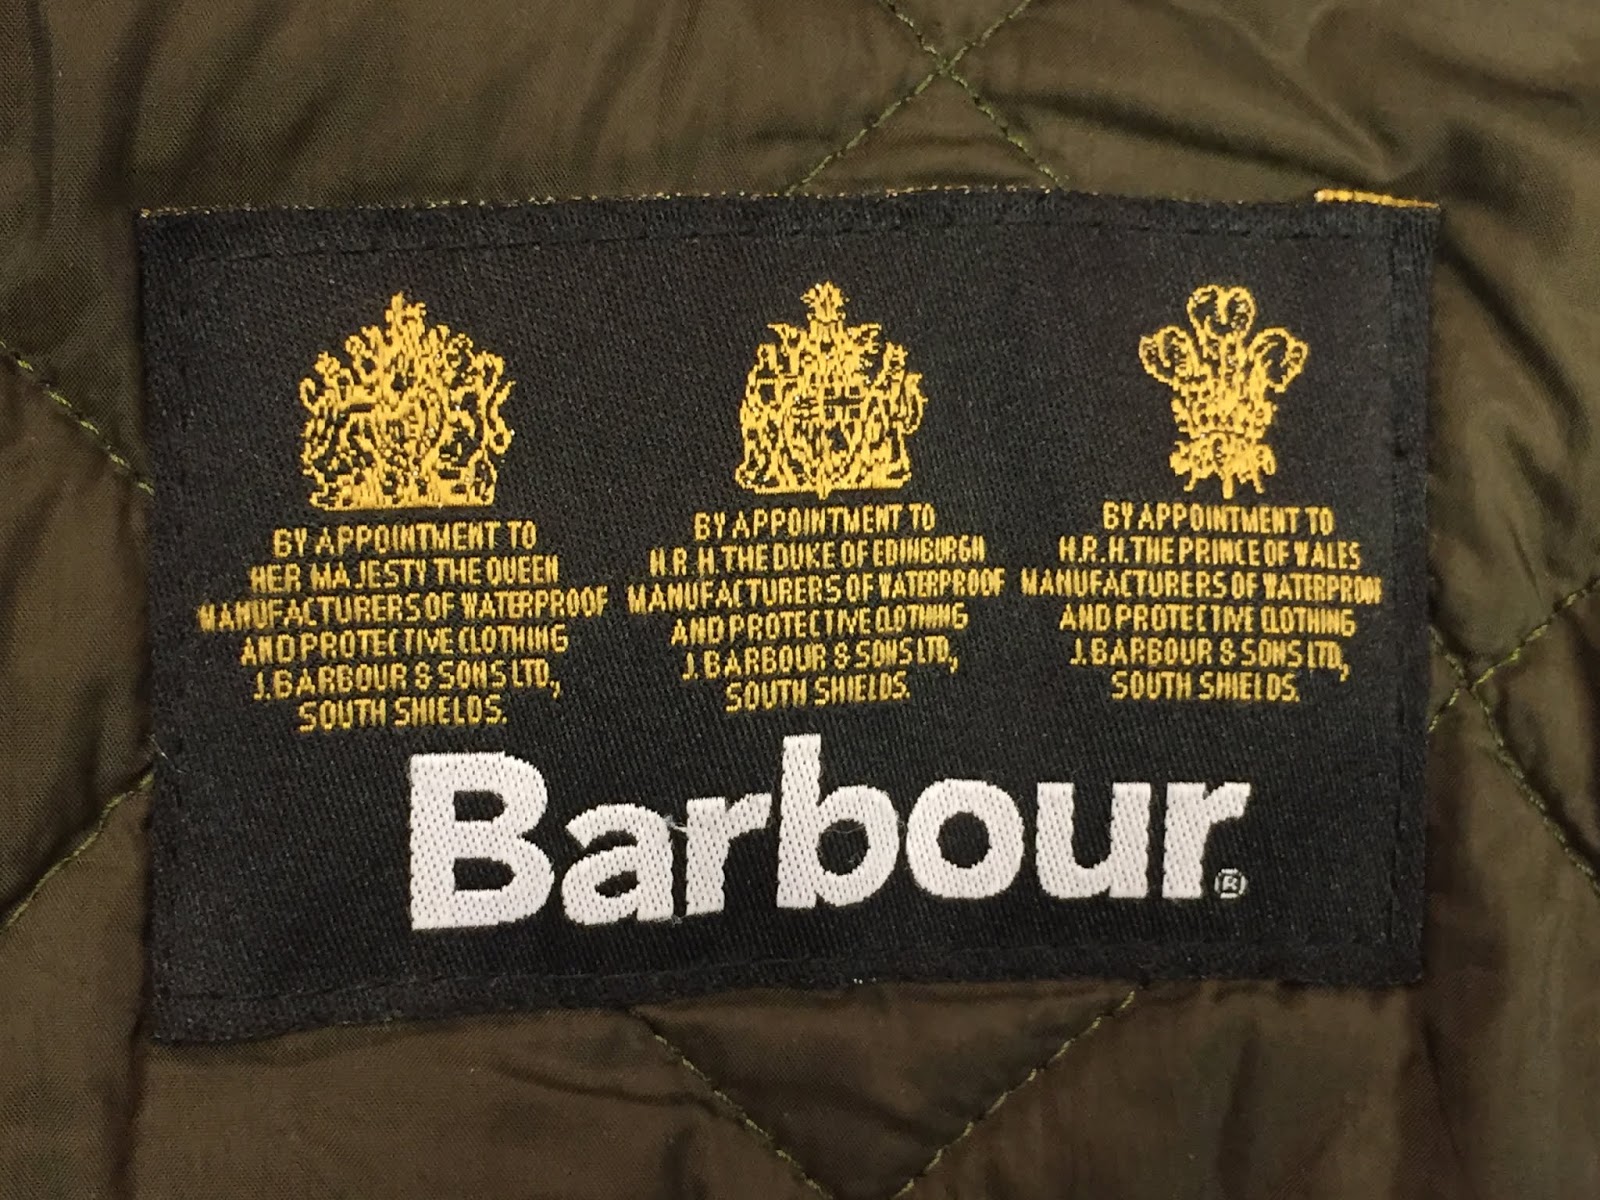 BY APPOINTMENT TO
HER MAJESTY THE QUEEN
MANUFACTURERS OF WATERPROOF
AND PROTECTIVE CLOTHING
J. BARBOUR & SONS LTD,
SOUTH SHIELDS.
BY APPOINTMENT TO
H.R.H. THE DUKE OF EDINBURGH
MANUFACTURERS OF WATERPROOF
AND PROTECTIVE CLOTHING
J. BARBOUR & SONS LTD,
SOUTH SHIELDS.
BY APPOINTMENT TO
H.R.H. THE PRINCE OF WALES
MANUFACTURERS OF WATERPROOF
AND PROTECTIVE CLOTHING
J. BARBOUR & SONS LTD,
SOUTH SHIELDS.
Barbour®